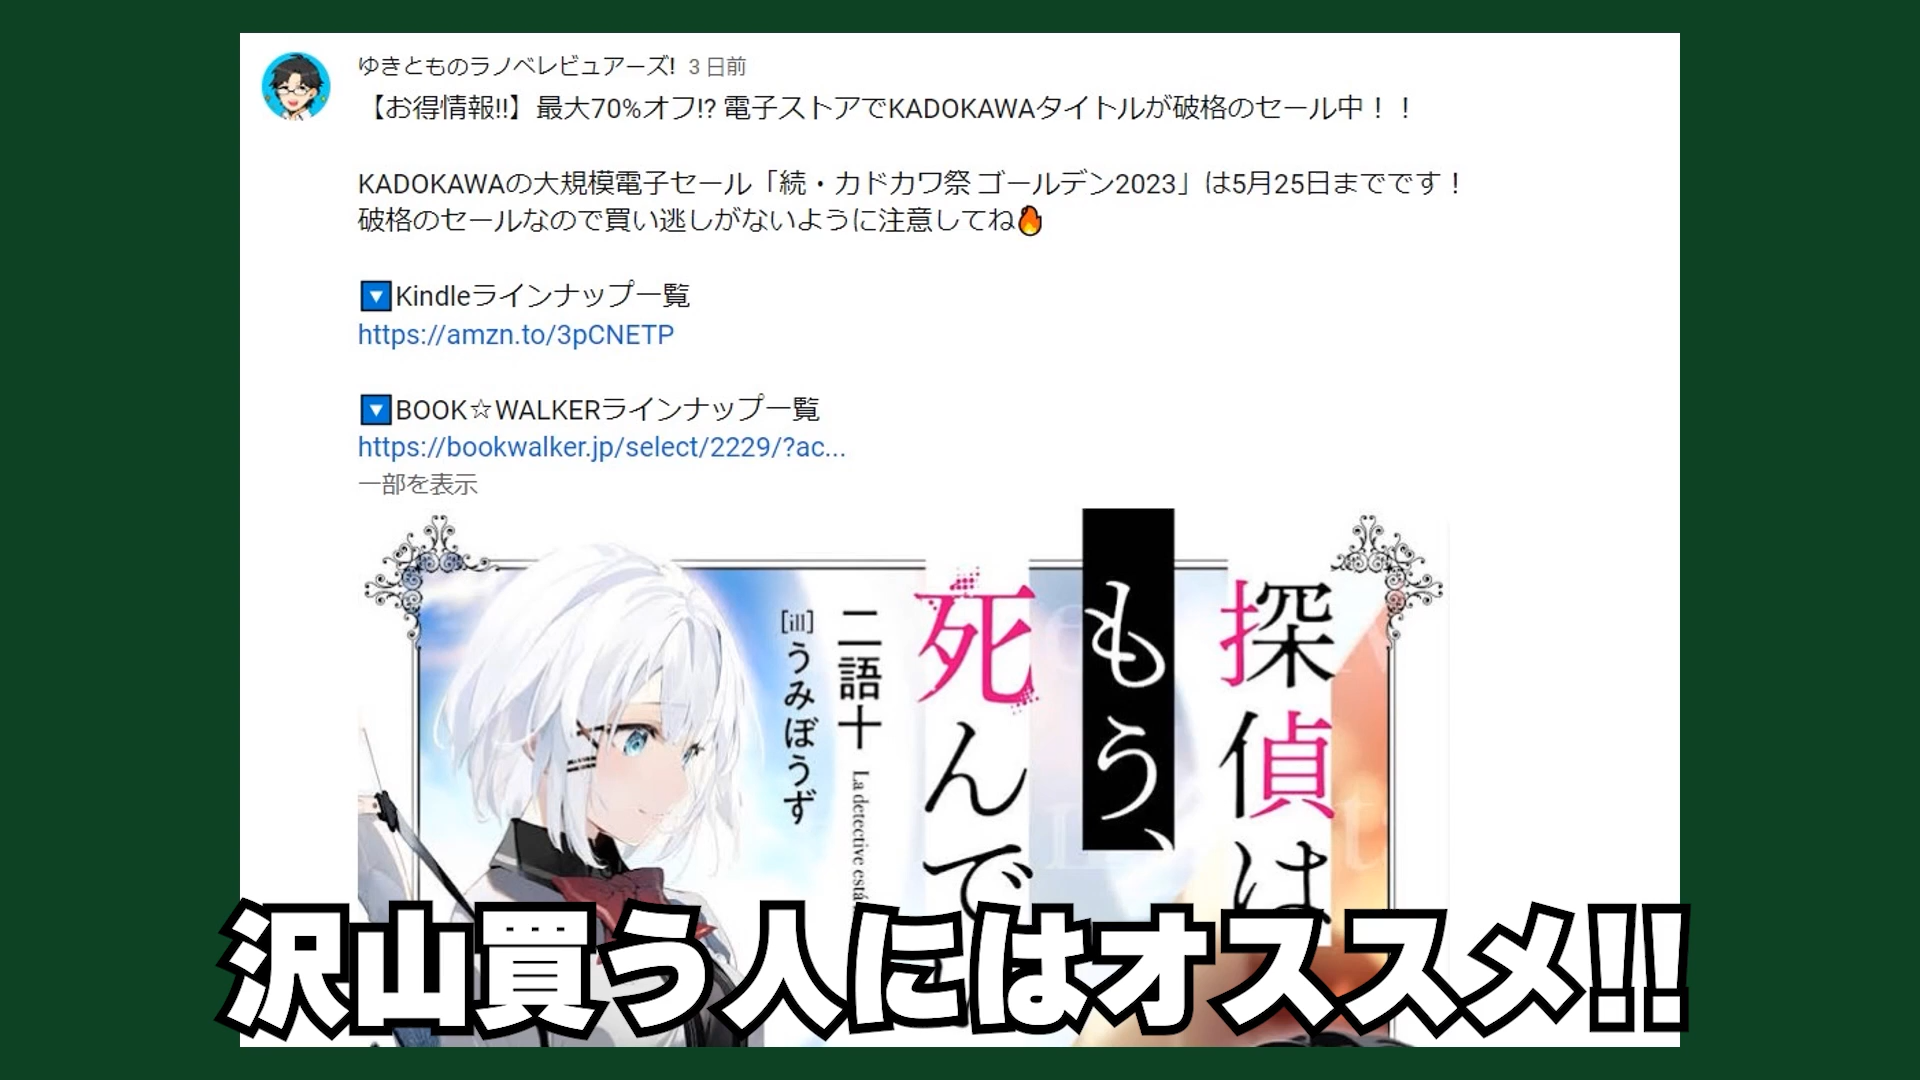 ゆきとものラノベレビュアーズ! 3 日前
【お得情報!!】最大70%オフ!? 電子ストアでKADOKAWAタイトルが破格のセール中！！
KADOKAWAの大規模電子セール「続・カドカワ祭 ゴールデン2023」は5月25日までです！
破格のセールなので買い逃しがないように注意してね🔥
🔽Kindleラインナップ一覧
https://amzn.to/3pCNETP
🔽BOOK☆WALKERラインナップ一覧
https://bookwalker.jp/select/2229/?ac...
一部を表示
探偵は
もう、
死んで
二語十
[ill]うみぼうず
La detective está
沢山買う人にはオススメ!!